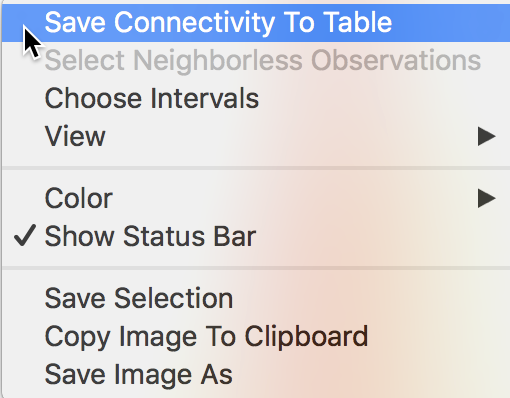 Save Connectivity To Table
Select Neighborless Observations
Choose Intervals
View
Color
Show Status Bar
Save Selection
Copy Image To Clipboard
Save Image As